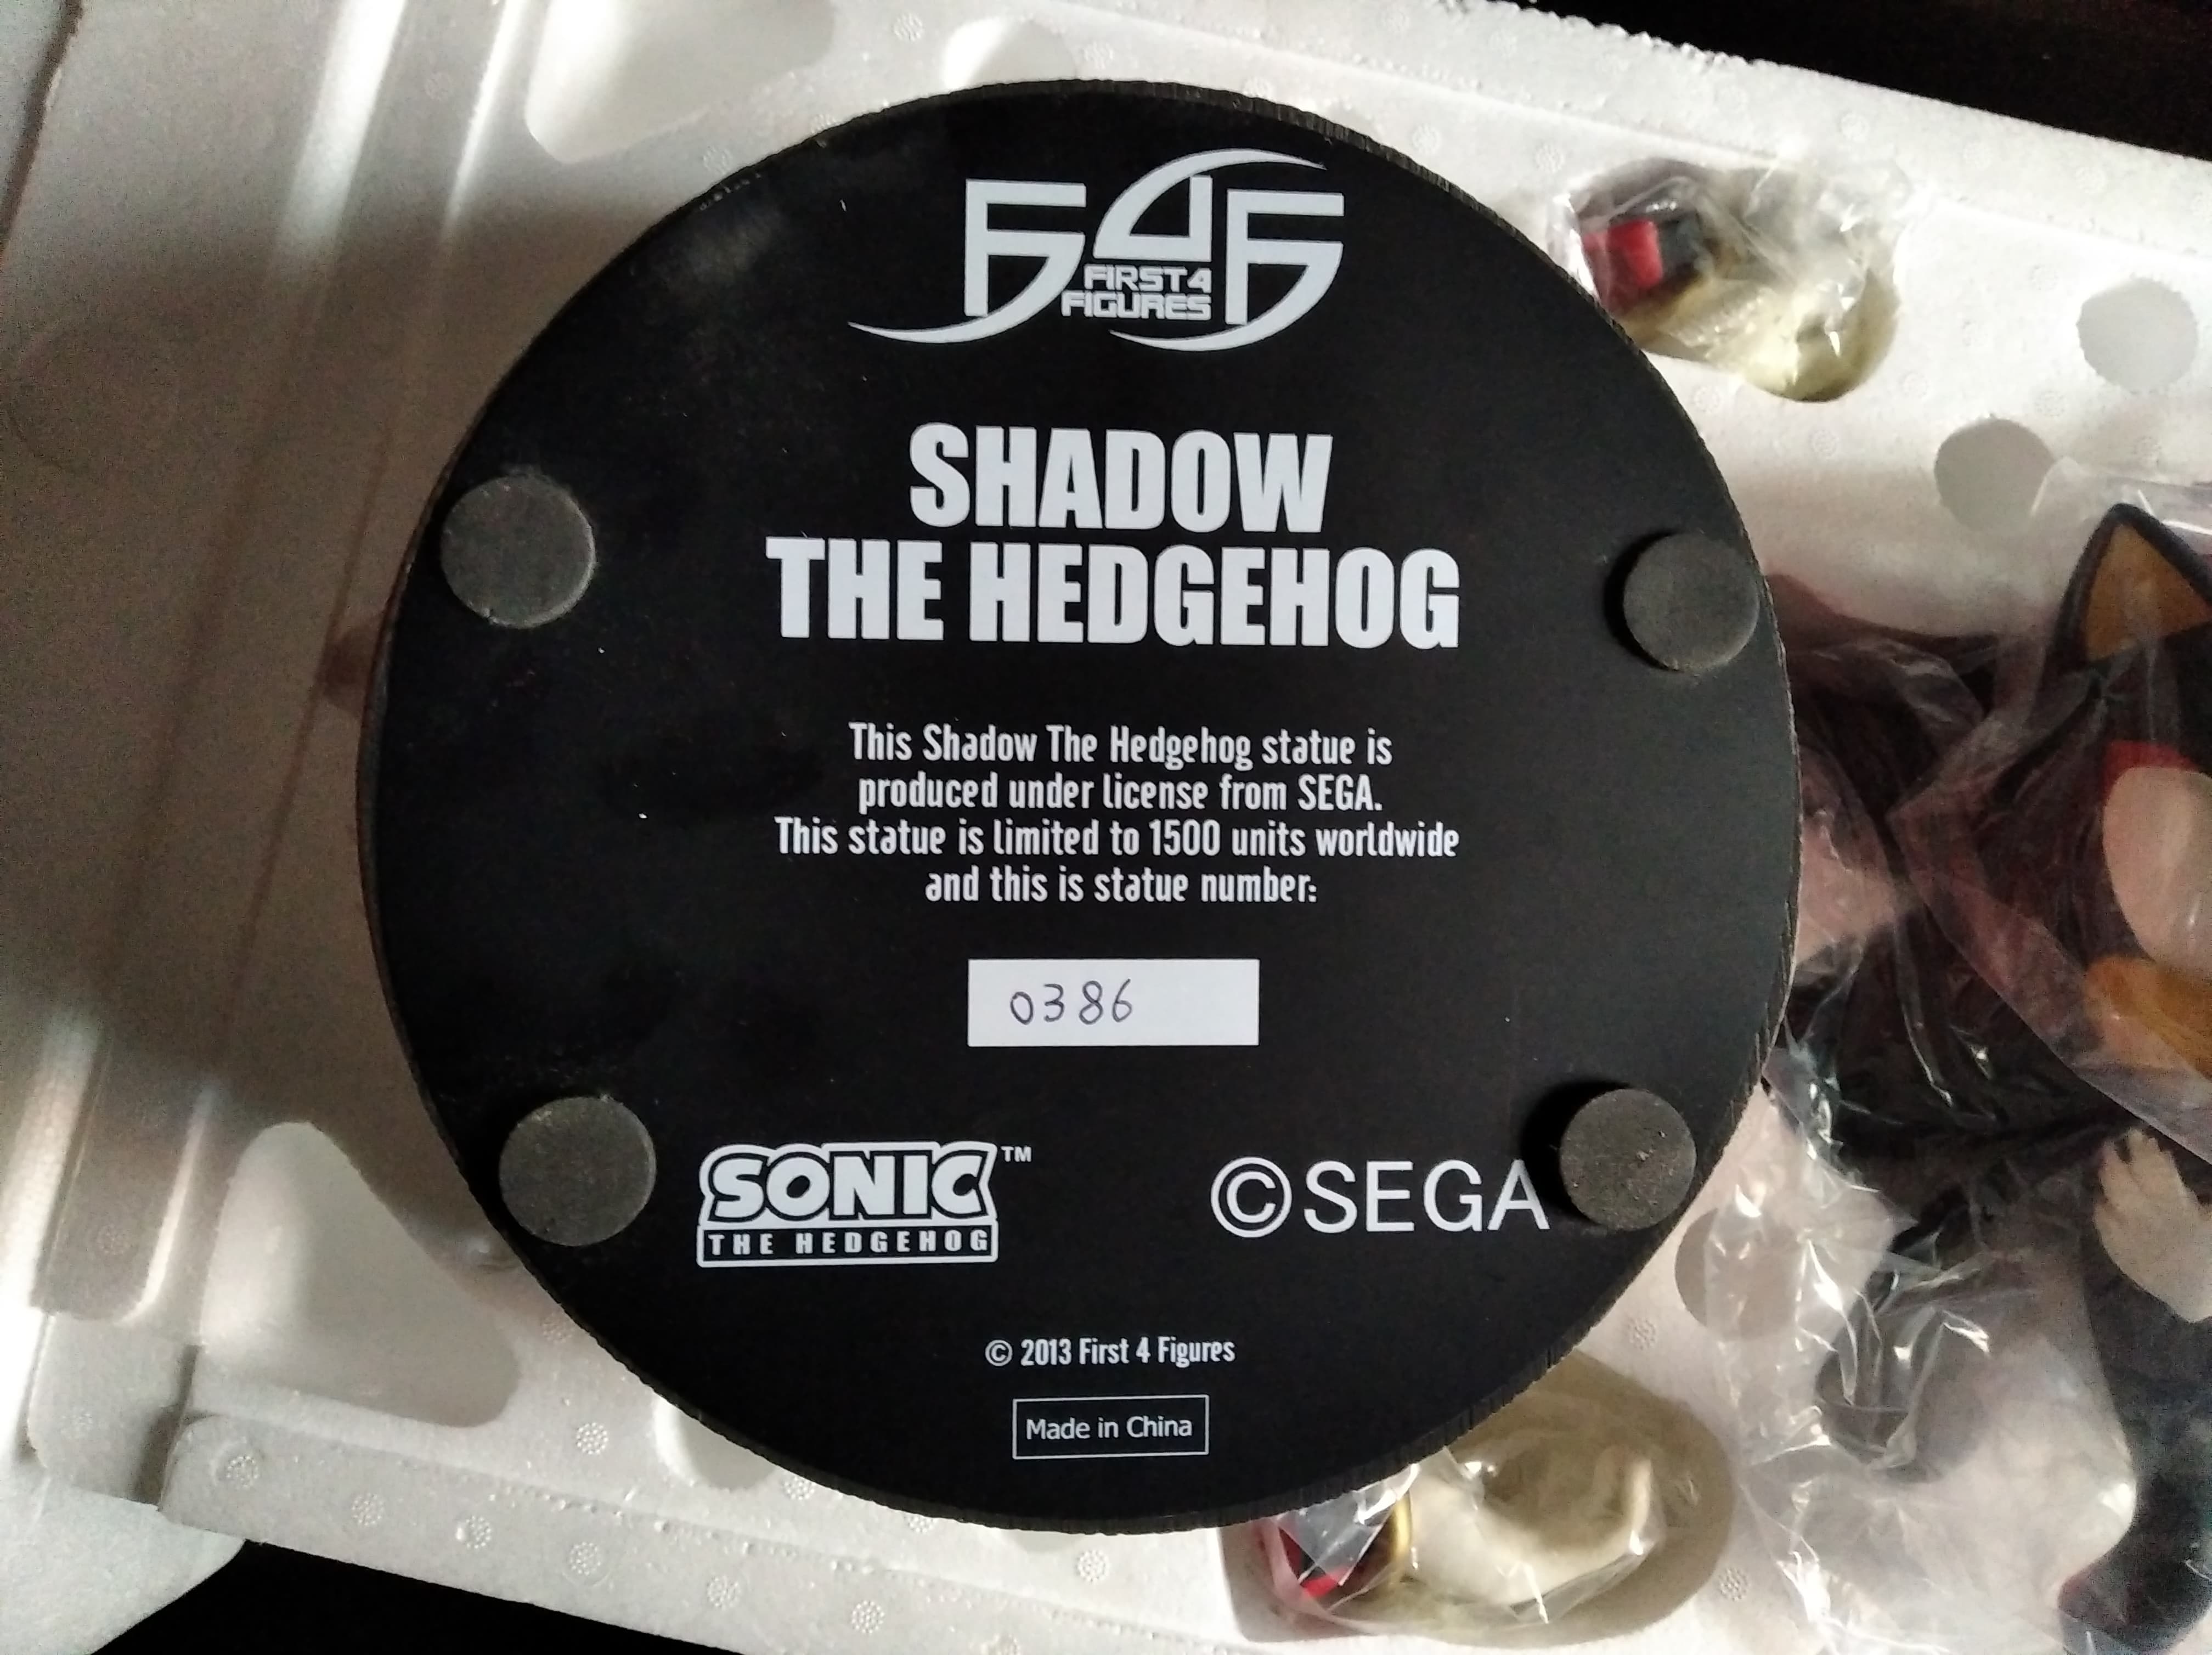 F4F
FIRST 4
FIGURES
SHADOW
THE HEDGEHOG
This Shadow The Hedgehog statue is
produced under license from SEGA.
This statue is limited to 1500 units worldwide
and this is statue number:
0386
SONIC™
THE HEDGEHOG
©SEGA
© 2013 First 4 Figures
Made in China